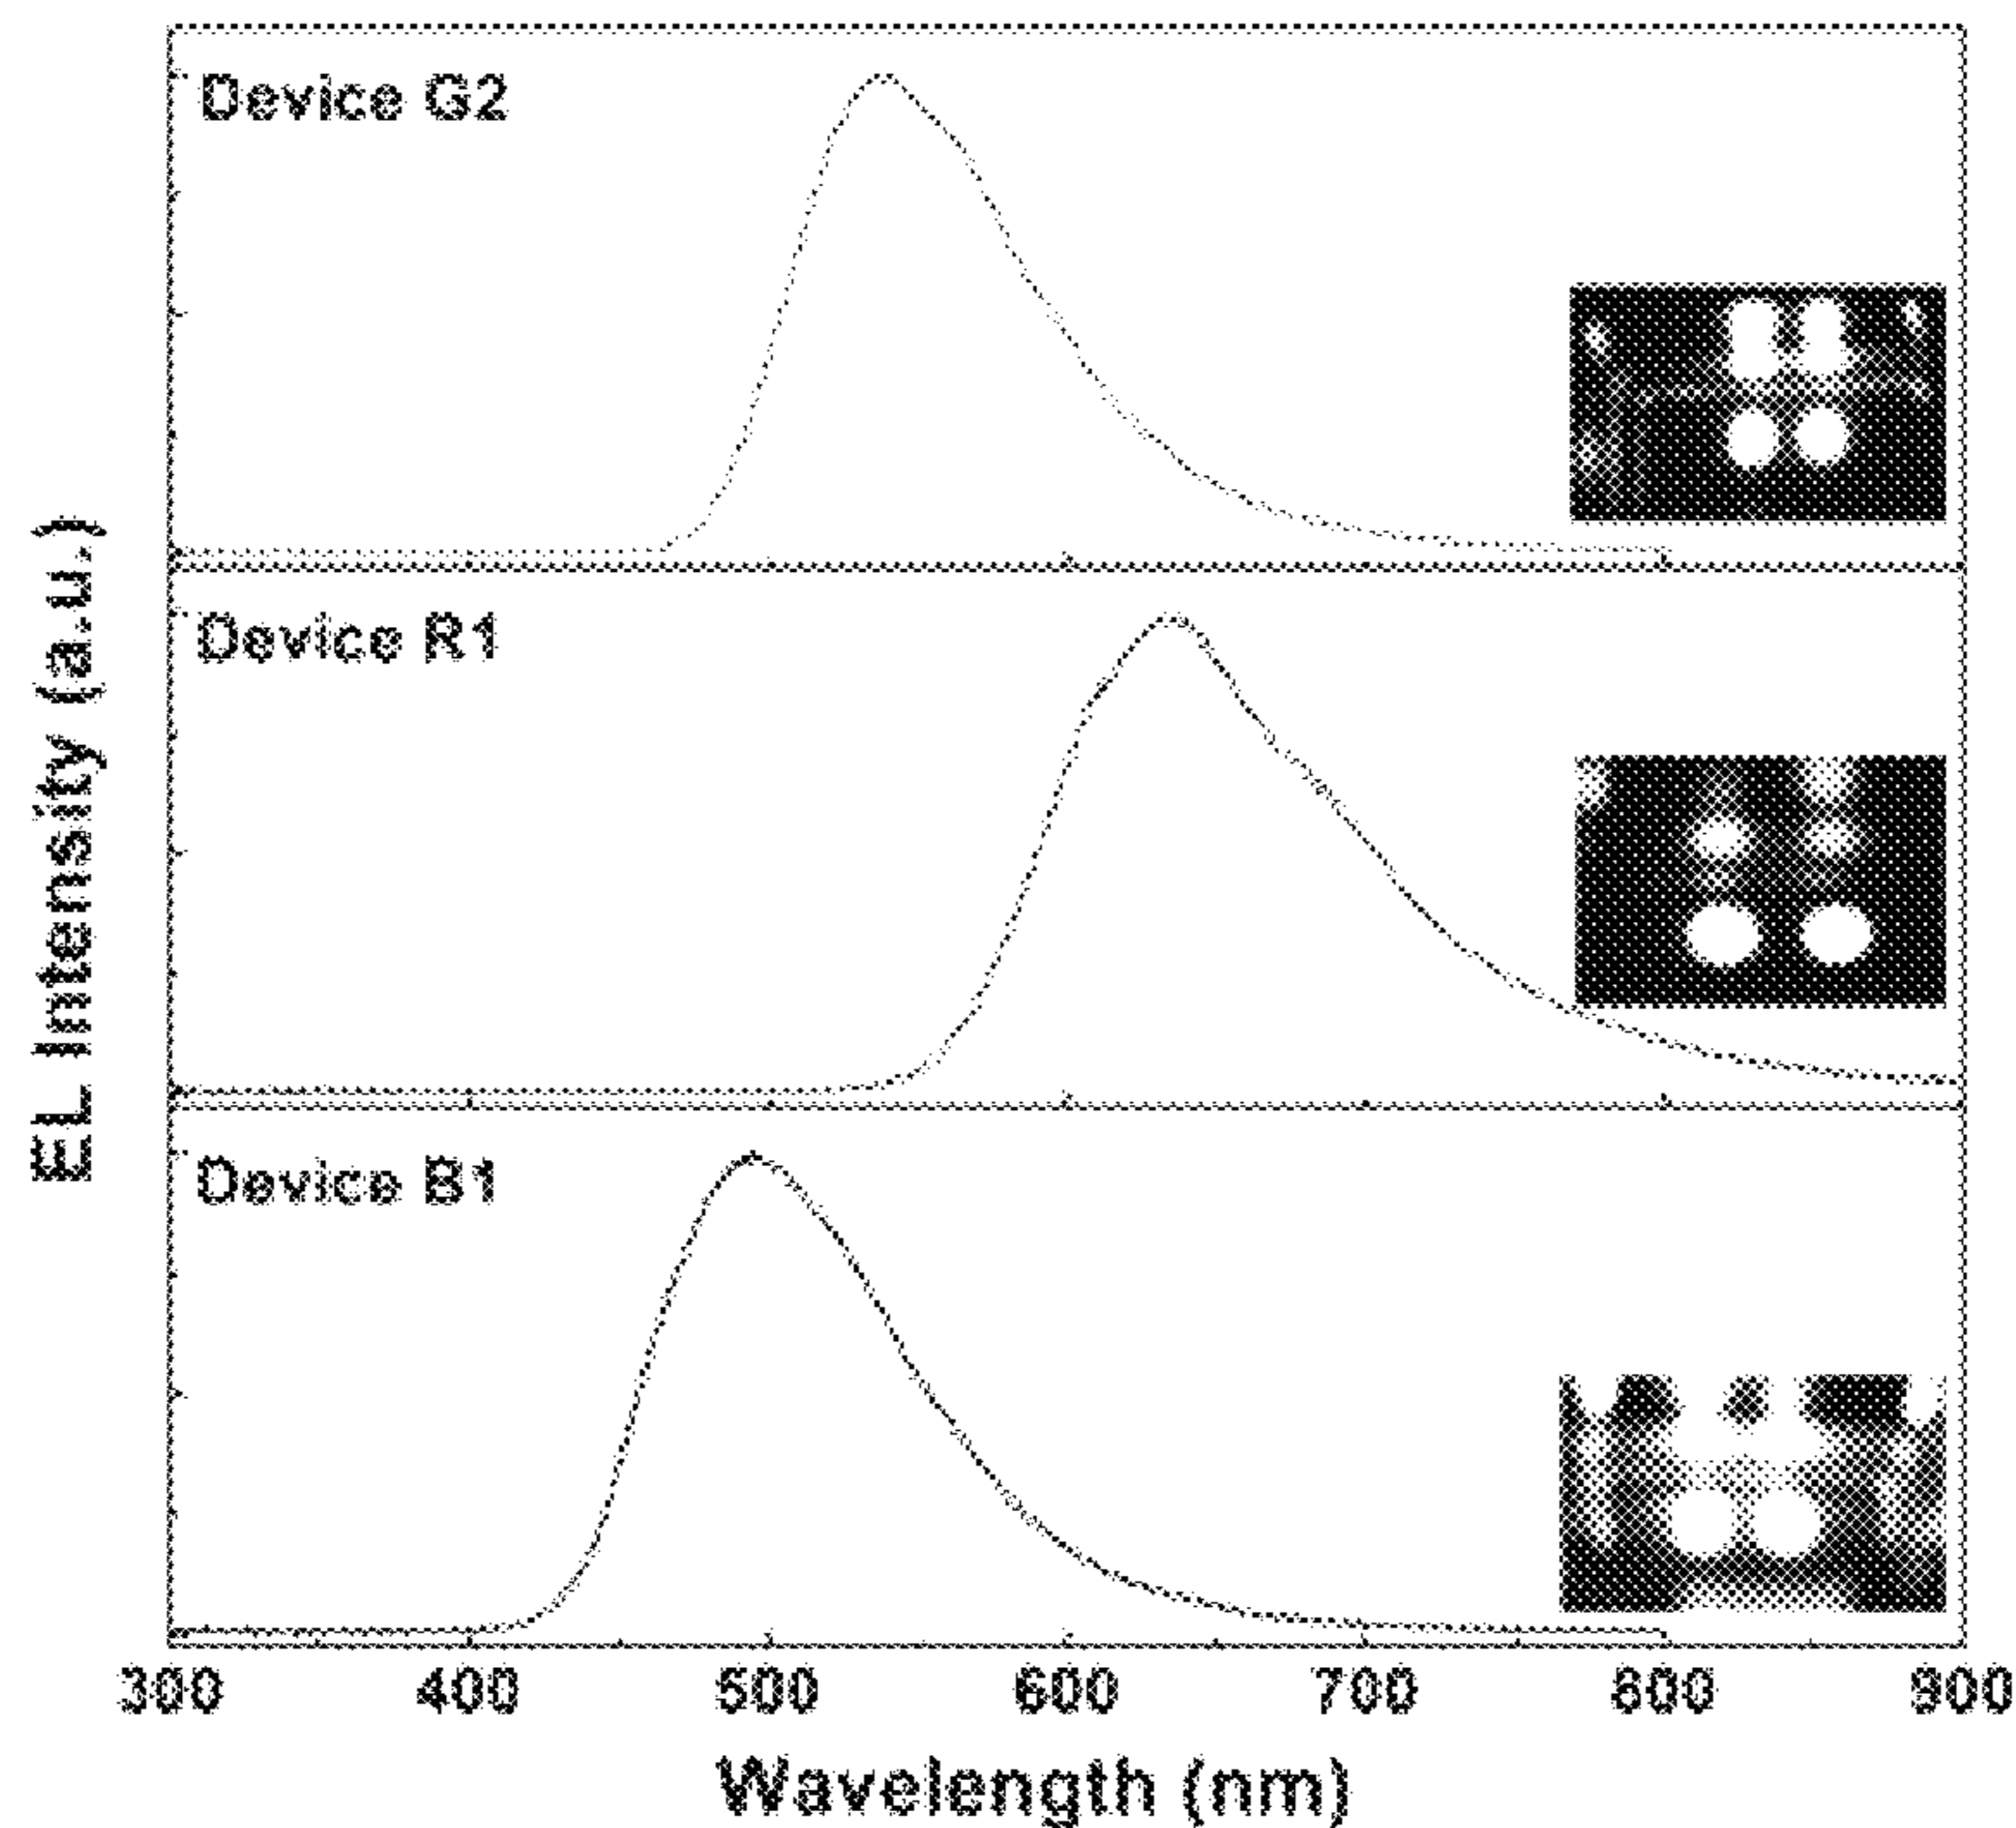 Device G2
Device R1
Device B1
EL Intensity (a.u.)
300 400 500 600 700 800 900
Wavelength (nm)